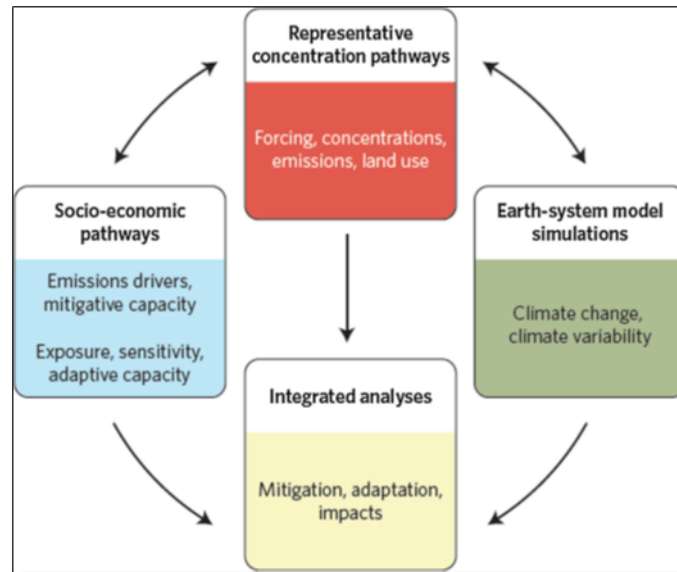 Representative
concentration pathways
Forcing, concentrations,
emissions, land use
Socio-economic
pathways
Emissions drivers,
mitigative capacity
Exposure, sensitivity,
adaptive capacity
Earth-system model
simulations
Climate change,
climate variability
Integrated analyses
Mitigation, adaptation,
impacts